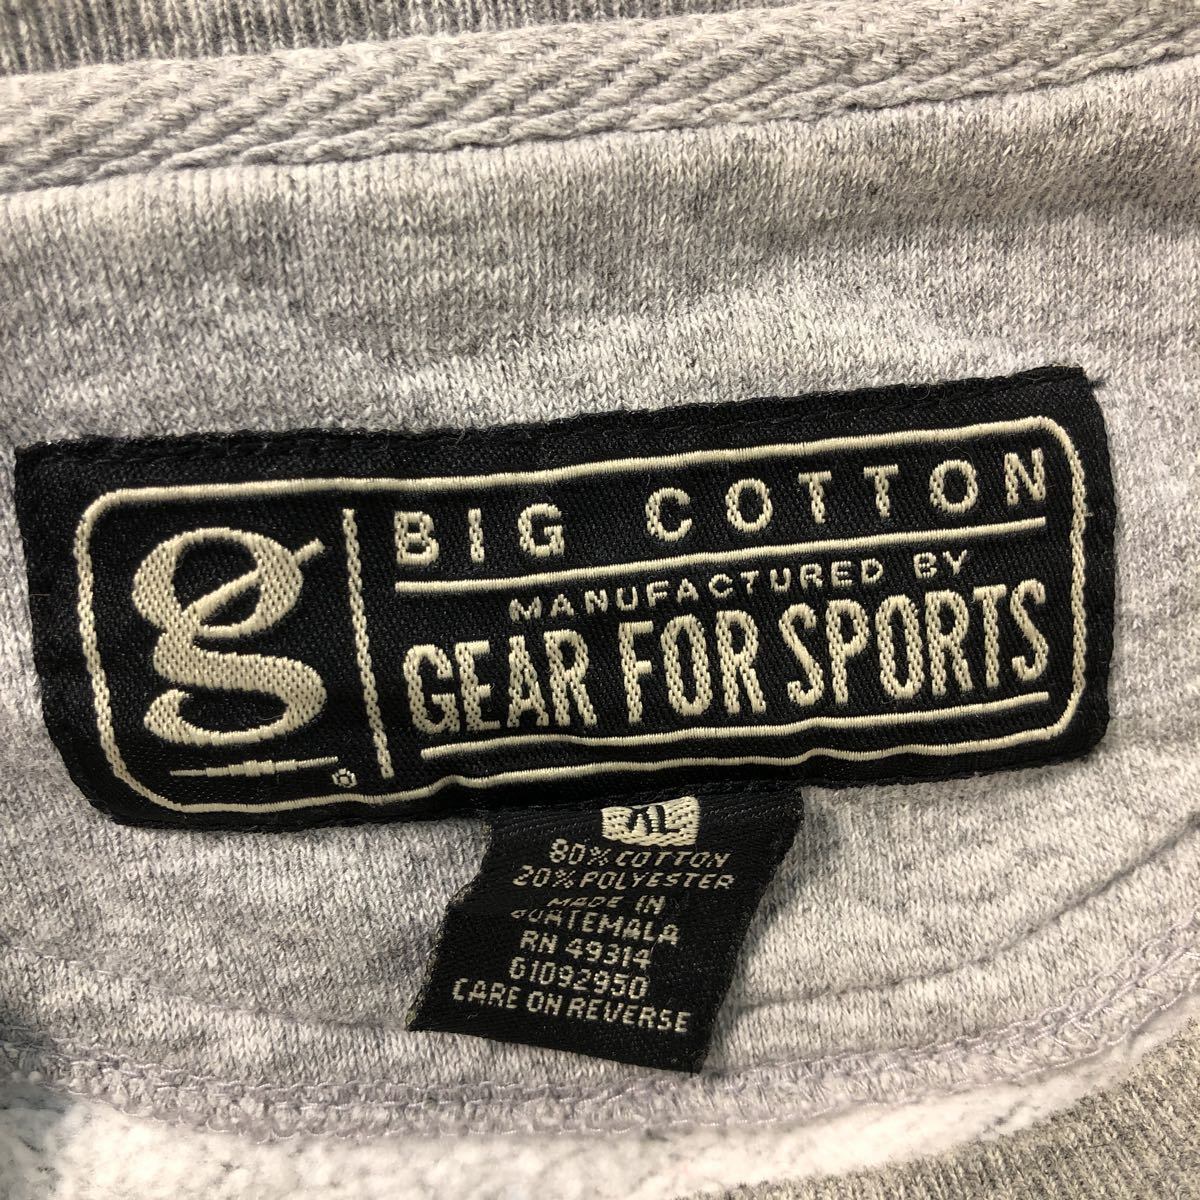 g
BIG COTTON
MANUFACTURED BY
GEAR FOR SPORTS
®
XL
80% COTTON
20% POLYESTER
MADE IN
GUATEMALA
RN 49314
61092950
CARE ON REVERSE